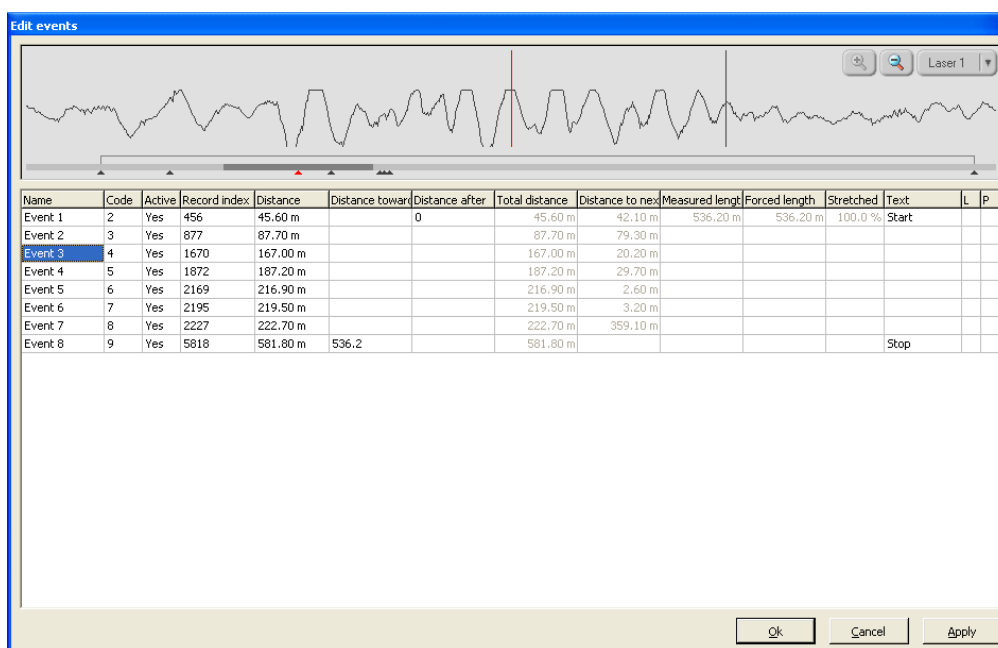 Edit events
Laser 1
Name Code Active Record index Distance Distance toward Distance after Total distance Distance to nex Measured lengt Forced length Stretched Text L P
Event 1 2 Yes 456 45.60 m 0 45.60 m 42.10 m 536.20 m 536.20 m 100.0 % Start
Event 2 3 Yes 877 87.70 m 87.70 m 79.30 m
Event 3 4 Yes 1670 167.00 m 167.00 m 20.20 m
Event 4 5 Yes 1872 187.20 m 187.20 m 29.70 m
Event 5 6 Yes 2169 216.90 m 216.90 m 2.60 m
Event 6 7 Yes 2195 219.50 m 219.50 m 3.20 m
Event 7 8 Yes 2227 222.70 m 222.70 m 359.10 m
Event 8 9 Yes 5818 581.80 m 536.2 581.80 m Stop
Ok Cancel Apply